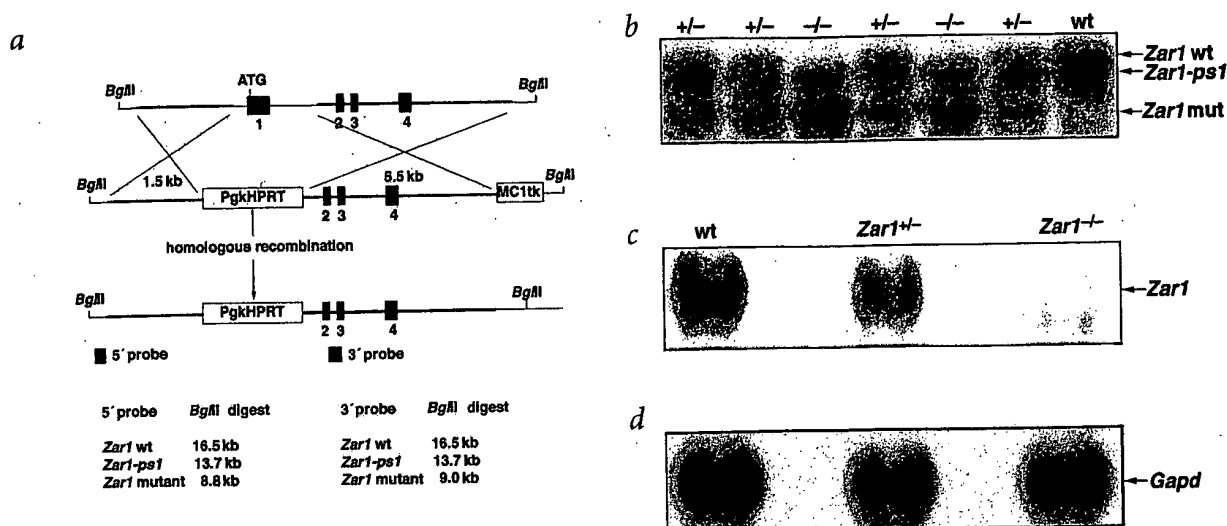 a
ATG
BglII BglII
1 2 3 4
BglII 1.5 kb 5.5 kb BglII
PgkHPRT MC1tk
2 3 4
homologous recombination
BglII BglII
PgkHPRT
2 3 4
5´ probe 3´ probe
5´ probe BglII digest 3´ probe BglII digest
Zar1 wt 16.5 kb Zar1 wt 16.5 kb
Zar1-ps1 13.7 kb Zar1-ps1 13.7 kb
Zar1 mutant 8.8 kb Zar1 mutant 9.0 kb
b
+/– +/– –/– +/– –/– +/– wt
Zar1 wt
Zar1-ps1
Zar1 mut
c
wt Zar1+/– Zar1–/–
Zar1
d
Gapd